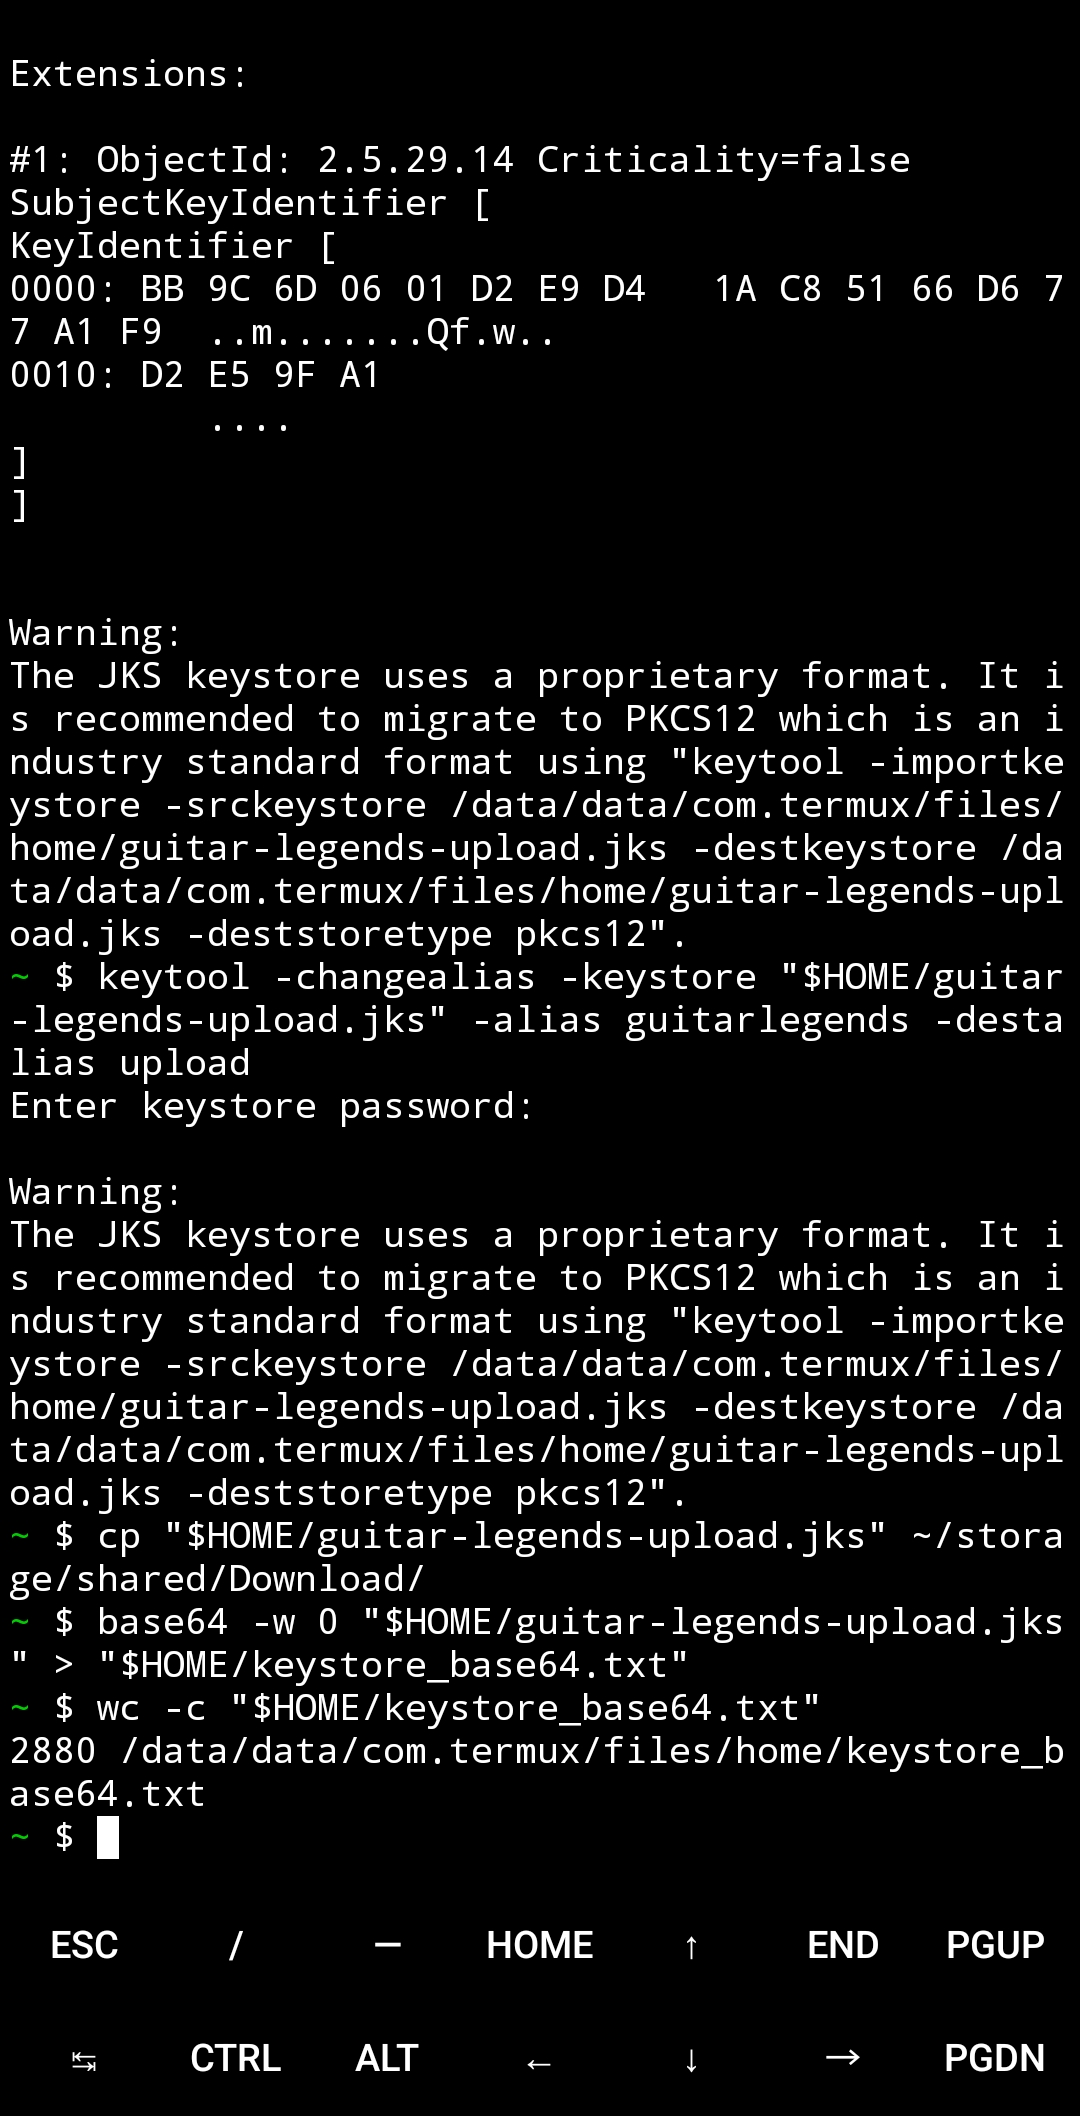 Extensions:
#1: ObjectId: 2.5.29.14 Criticality=false
SubjectKeyIdentifier [
KeyIdentifier [
0000: BB 9C 6D 06 01 D2 E9 D4   1A C8 51 66 D6 7
7 A1 F9  ..m.......Qf.w..
0010: D2 E5 9F A1
....
]
]
Warning:
The JKS keystore uses a proprietary format. It i
s recommended to migrate to PKCS12 which is an i
ndustry standard format using "keytool -importke
ystore -srckeystore /data/data/com.termux/files/
home/guitar-legends-upload.jks -destkeystore /da
ta/data/com.termux/files/home/guitar-legends-upl
oad.jks -deststoretype pkcs12".
~ $ keytool -changealias -keystore "$HOME/guitar
-legends-upload.jks" -alias guitarlegends -desta
lias upload
Enter keystore password:
Warning:
The JKS keystore uses a proprietary format. It i
s recommended to migrate to PKCS12 which is an i
ndustry standard format using "keytool -importke
ystore -srckeystore /data/data/com.termux/files/
home/guitar-legends-upload.jks -destkeystore /da
ta/data/com.termux/files/home/guitar-legends-upl
oad.jks -deststoretype pkcs12".
~ $ cp "$HOME/guitar-legends-upload.jks" ~/stora
ge/shared/Download/
~ $ base64 -w 0 "$HOME/guitar-legends-upload.jks
" > "$HOME/keystore_base64.txt"
~ $ wc -c "$HOME/keystore_base64.txt"
2880 /data/data/com.termux/files/home/keystore_b
ase64.txt
~ $
ESC / — HOME ↑ END PGUP
↹ CTRL ALT ← ↓ → PGDN